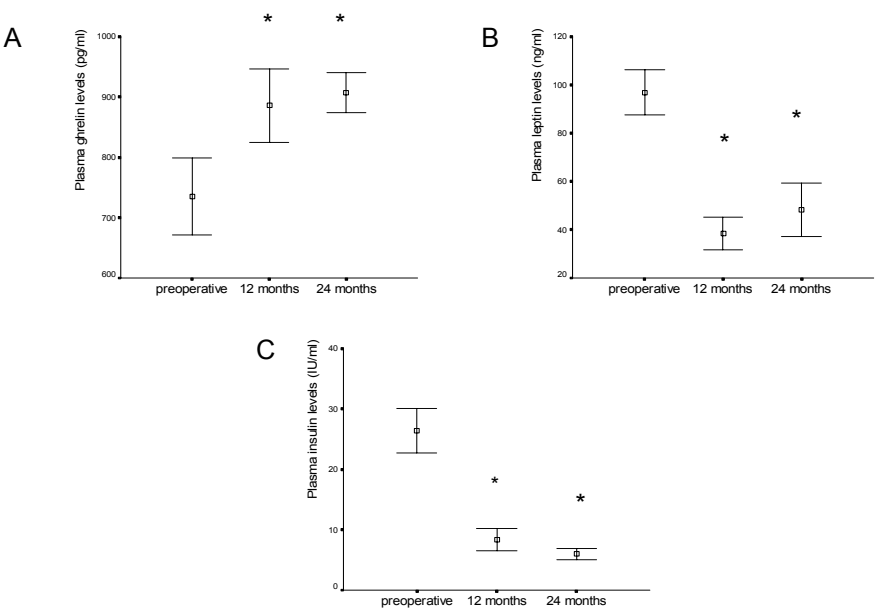 A
Plasma ghrelin levels (pg/ml)
* *
1000
900
800
700
600
preoperative 12 months 24 months
B
Plasma leptin levels (ng/ml)
120
100
80
60
40
20
* *
preoperative 12 months 24 months
C
Plasma insulin levels (IU/ml)
40
30
20
10
0
* *
preoperative 12 months 24 months